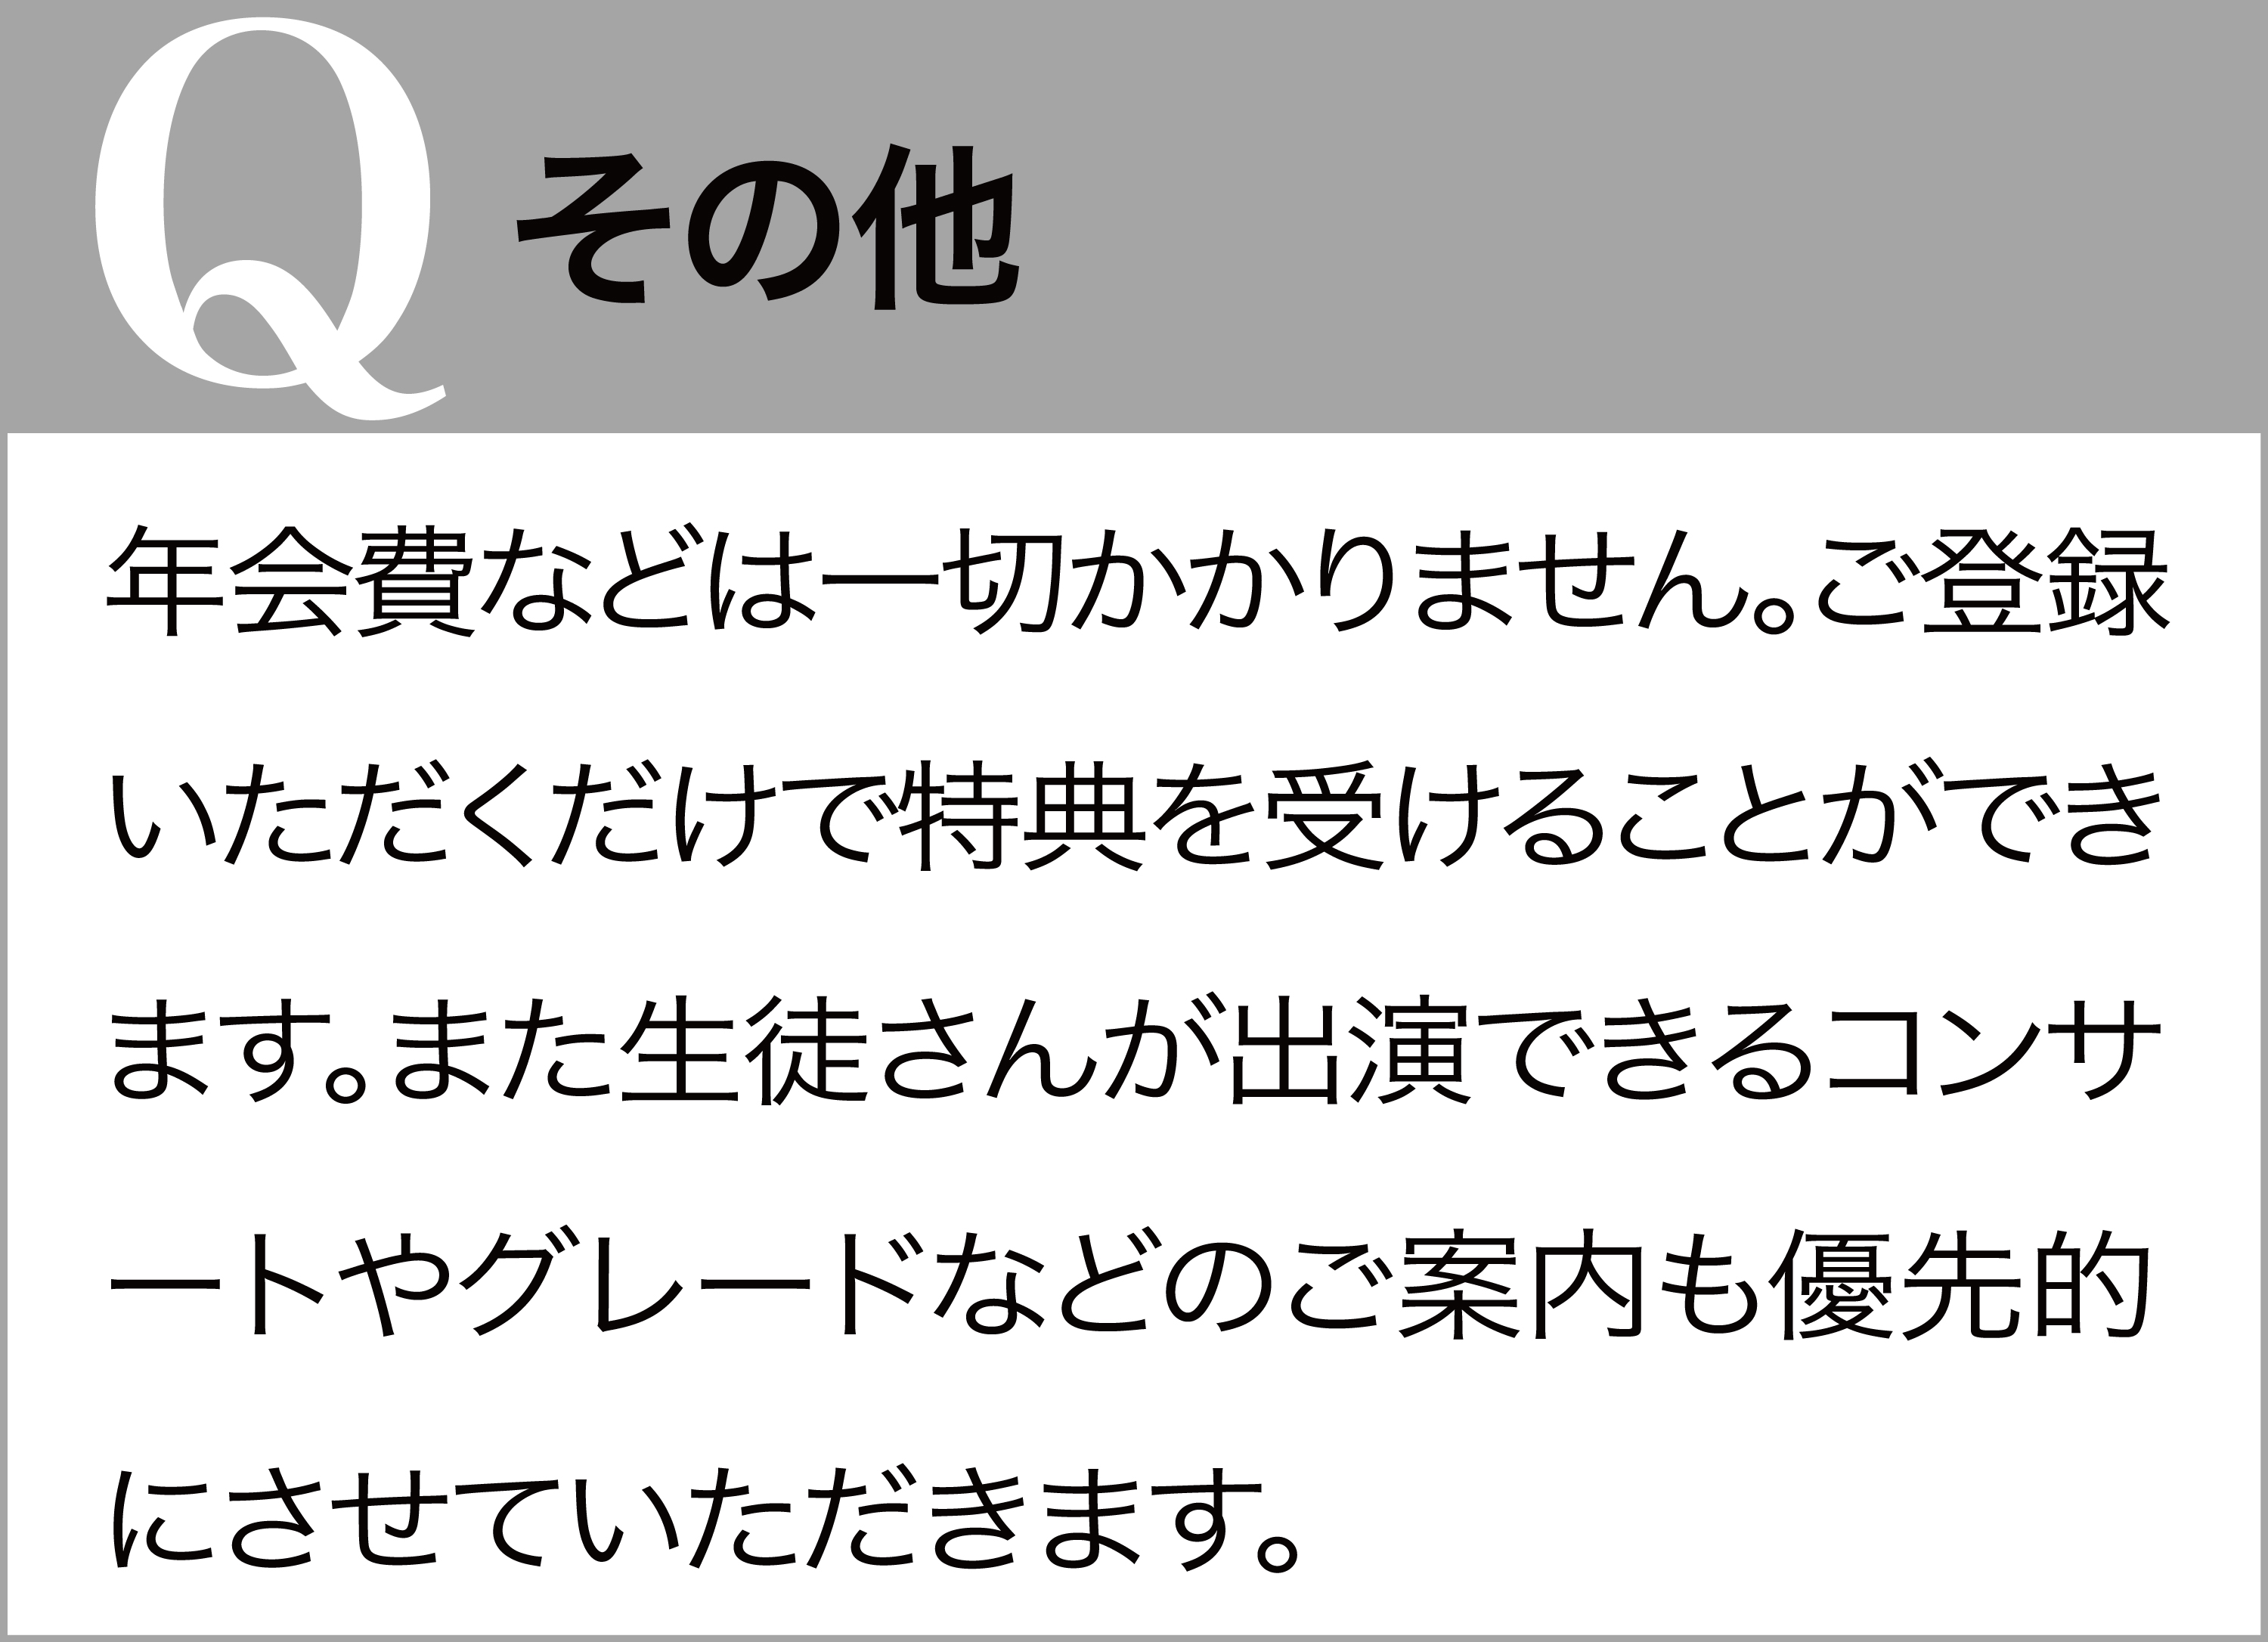 Q その他
年会費などは一切かかりません。ご登録
いただくだけで特典を受けることができ
ます。また生徒さんが出演できるコンサ
ートやグレードなどのご案内も優先的
にさせていただきます。